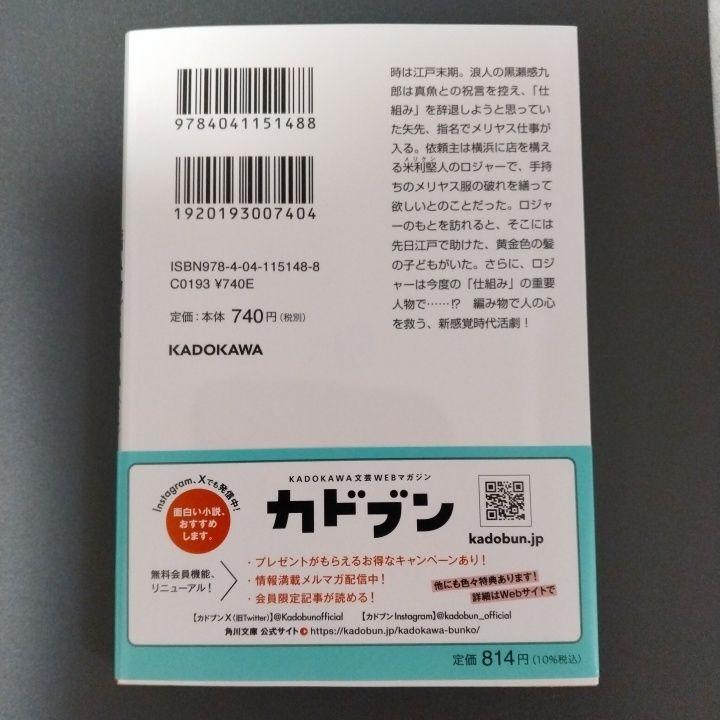 9784041151488
1920193007404
ISBN978-4-04-115148-8
C0193 ¥740E
定価：本体 740円（税別）
KADOKAWA
時は江戸末期。浪人の黒瀬感九
郎は真魚との祝言を控え、「仕
組み」を辞退しようと思ってい
た矢先、指名でメリヤス仕事が
入る。依頼主は横浜に店を構え
る米利堅人のロジャーで、手持
メリケン
ちのメリヤス服の破れを繕って
欲しいとのことだった。ロジャ
ーのもとを訪れると、そこには
先日江戸で助けた、黄金色の髪
の子どもがいた。さらに、ロジ
ャーは今度の「仕組み」の重要
人物で……!?　編み物で人の心
を救う、新感覚時代活劇！
Instagram、Xでも発信中！
面白い小説、
おすすめ
します。
無料会員機能、
リニューアル！
KADOKAWA文芸WEBマガジン
カドブン
kadobun.jp
・プレゼントがもらえるお得なキャンペーンあり！
・情報満載メルマガ配信中！
・会員限定記事が読める！
他にも色々特典あります！
詳細はWebサイトで
【カドブンX（旧Twitter）】@Kadobunofficial 【カドブンInstagram】@kadobun_official
角川文庫 公式サイト https://kadobun.jp/kadokawa-bunko/
定価 814円（10%税込）